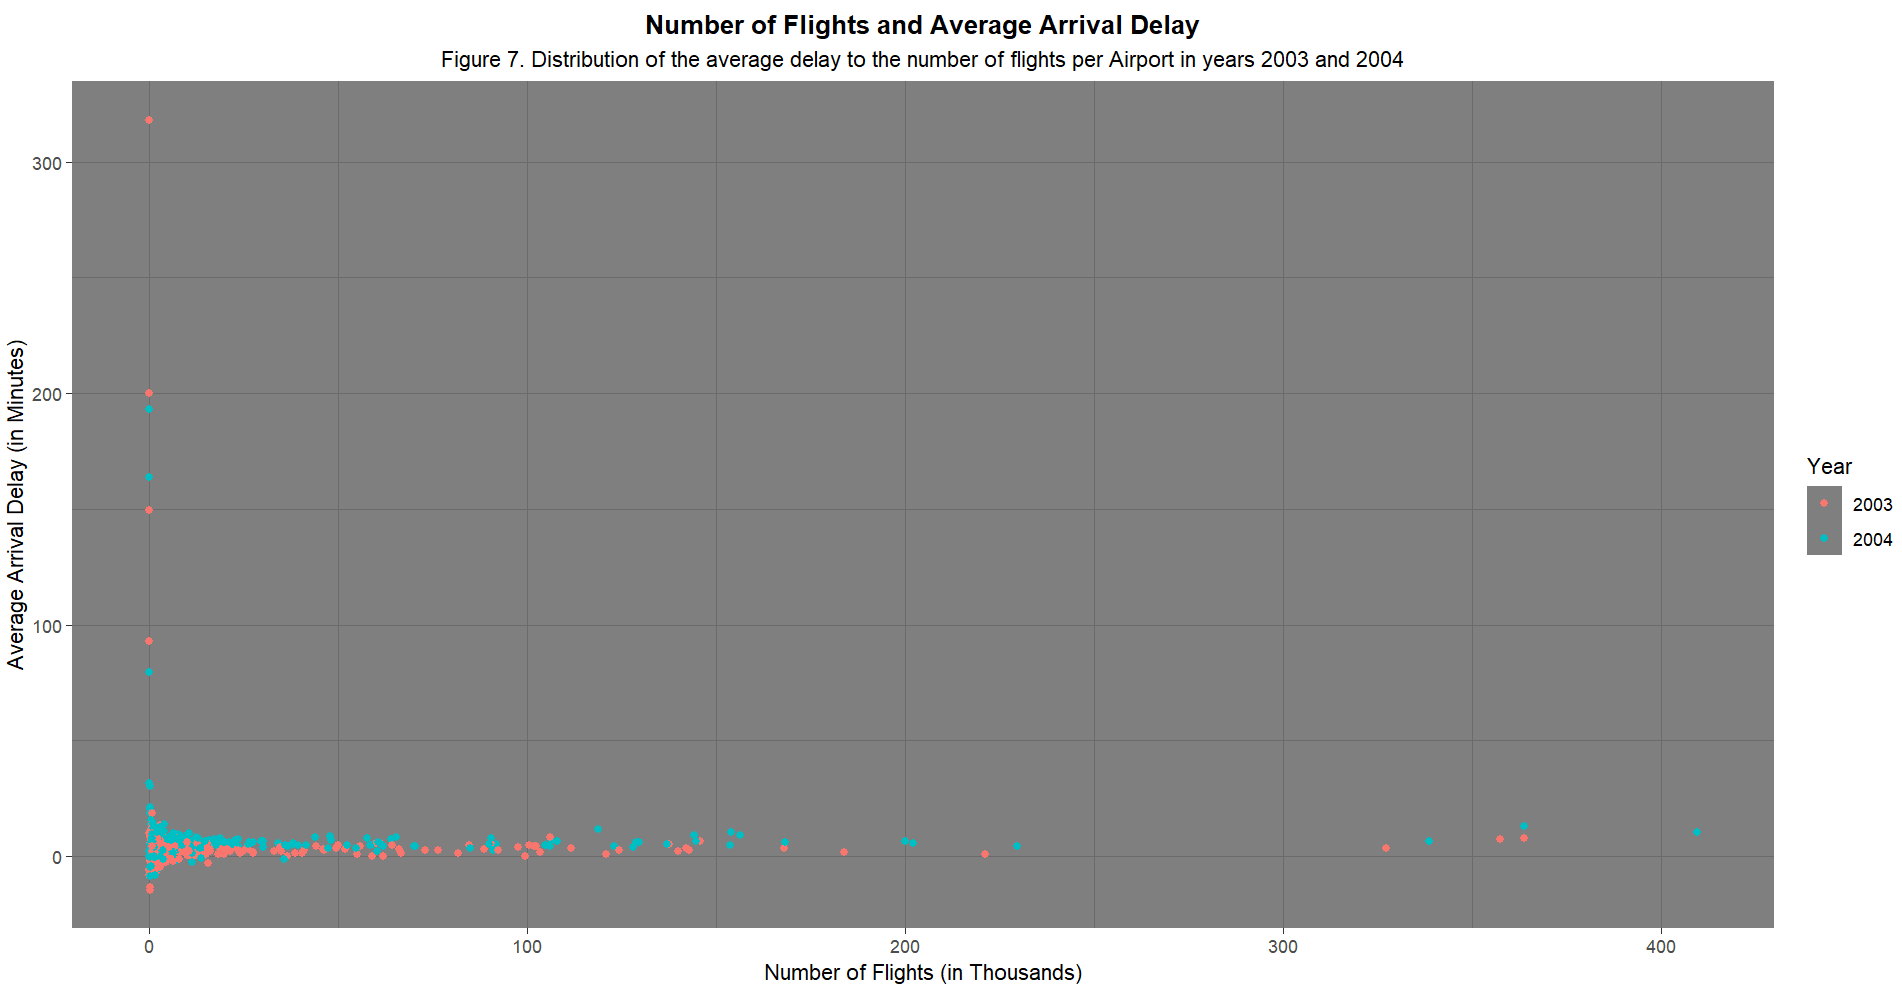 Number of Flights and Average Arrival Delay
Figure 7. Distribution of the average delay to the number of flights per Airport in years 2003 and 2004
Average Arrival Delay (in Minutes)
300
200
100
0
0 100 200 300 400
Number of Flights (in Thousands)
Year
2003
2004